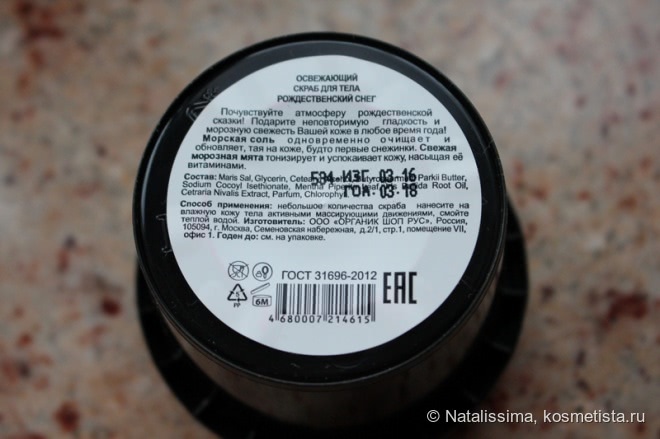 ОСВЕЖАЮЩИЙ
СКРАБ ДЛЯ ТЕЛА
РОЖДЕСТВЕНСКИЙ СНЕГ
Почувствуйте атмосферу рождественской
сказки! Подарите неповторимую гладкость и
морозную свежесть Вашей коже в любое время года!
Морская соль одновременно очищает и
обновляет, тая на коже, будто первые снежинки. Свежая
морозная мята тонизирует и успокаивает кожу, насыщая её
витаминами.
Состав: Maris Sal, Glycerin, Parkii Butter,
594 ИЗГ.03.16
Sodium Cocoyl Isethionate, Mentha Root Oil,
ГОД.03.18
Cetraria Nivalis Extract, Parfum,
Способ применения: небольшое количества скраба нанесите на
влажную кожу тела активными массирующими движениями, смойте
теплой водой. Изготовитель: ООО «ОРГАНИК ШОП РУС», Россия,
105094, г. Москва, Семеновская набережная, д.2/1, стр.1, помещение VII,
офис 1. Годен до: см. на упаковке.
ГОСТ 31696-2012
PP
6M
EAC
4 680007 214615
© Natalissima, kosmetista.ru